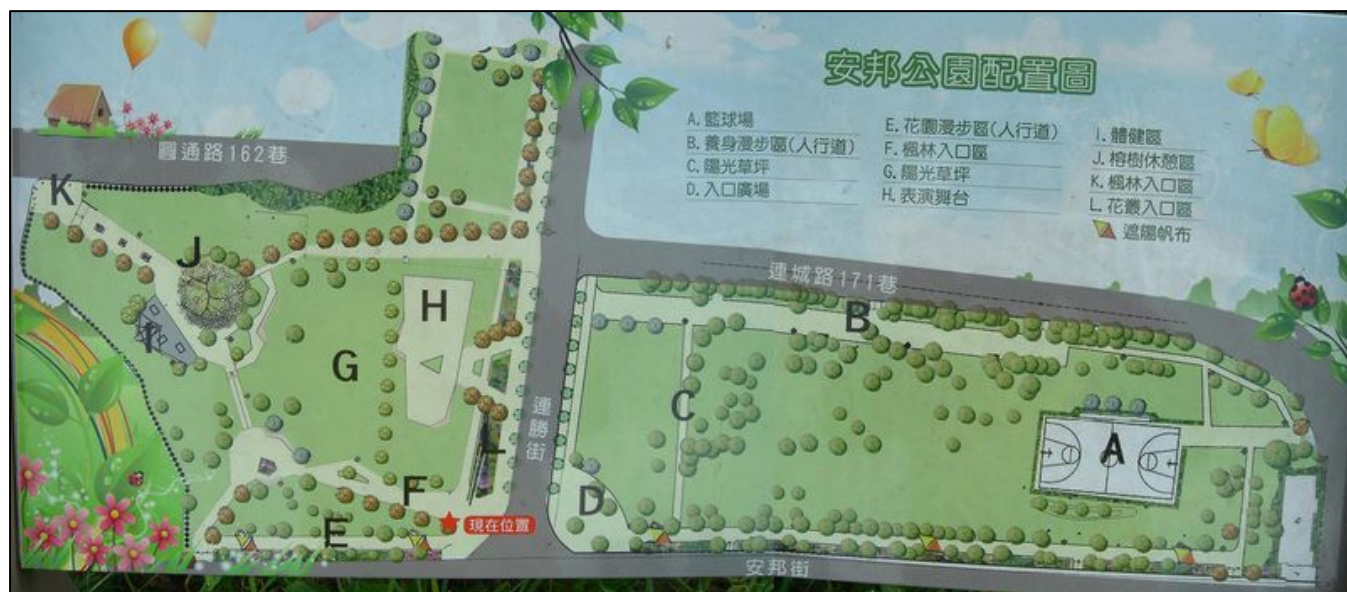 安邦公園配置圖
A. 籃球場
B. 養身漫步區(人行道)
C. 陽光草坪
D. 入口廣場
E. 花園漫步區(人行道)
F. 楓林入口區
G. 陽光草坪
H. 表演舞台
I. 體健區
J. 榕樹休憩區
K. 楓林入口區
L. 花叢入口區
遮陽帆布
圓通路162巷
連城路171巷
連勝街
安邦街
現在位置
K
J
I
H
G
F
E
L
D
C
B
A